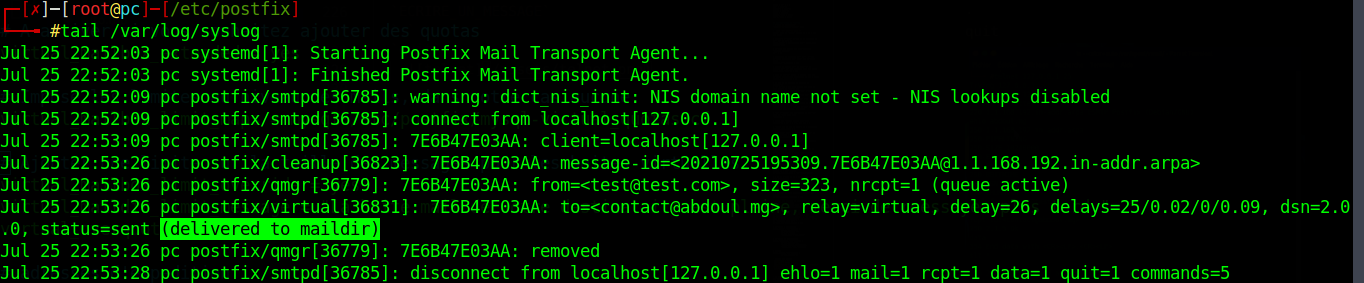 ┌─[✗]─[root@pc]─[/etc/postfix]
└──╼ #tail /var/log/syslog
Jul 25 22:52:03 pc systemd[1]: Starting Postfix Mail Transport Agent...
Jul 25 22:52:03 pc systemd[1]: Finished Postfix Mail Transport Agent.
Jul 25 22:52:09 pc postfix/smtpd[36785]: warning: dict_nis_init: NIS domain name not set - NIS lookups disabled
Jul 25 22:52:09 pc postfix/smtpd[36785]: connect from localhost[127.0.0.1]
Jul 25 22:53:09 pc postfix/smtpd[36785]: 7E6B47E03AA: client=localhost[127.0.0.1]
Jul 25 22:53:26 pc postfix/cleanup[36823]: 7E6B47E03AA: message-id=<20210725195309.7E6B47E03AA@1.1.168.192.in-addr.arpa>
Jul 25 22:53:26 pc postfix/qmgr[36779]: 7E6B47E03AA: from=<test@test.com>, size=323, nrcpt=1 (queue active)
Jul 25 22:53:26 pc postfix/virtual[36831]: 7E6B47E03AA: to=<contact@abdoul.mg>, relay=virtual, delay=26, delays=25/0.02/0/0.09, dsn=2.0
.0, status=sent (delivered to maildir)
Jul 25 22:53:26 pc postfix/qmgr[36779]: 7E6B47E03AA: removed
Jul 25 22:53:28 pc postfix/smtpd[36785]: disconnect from localhost[127.0.0.1] ehlo=1 mail=1 rcpt=1 data=1 quit=1 commands=5